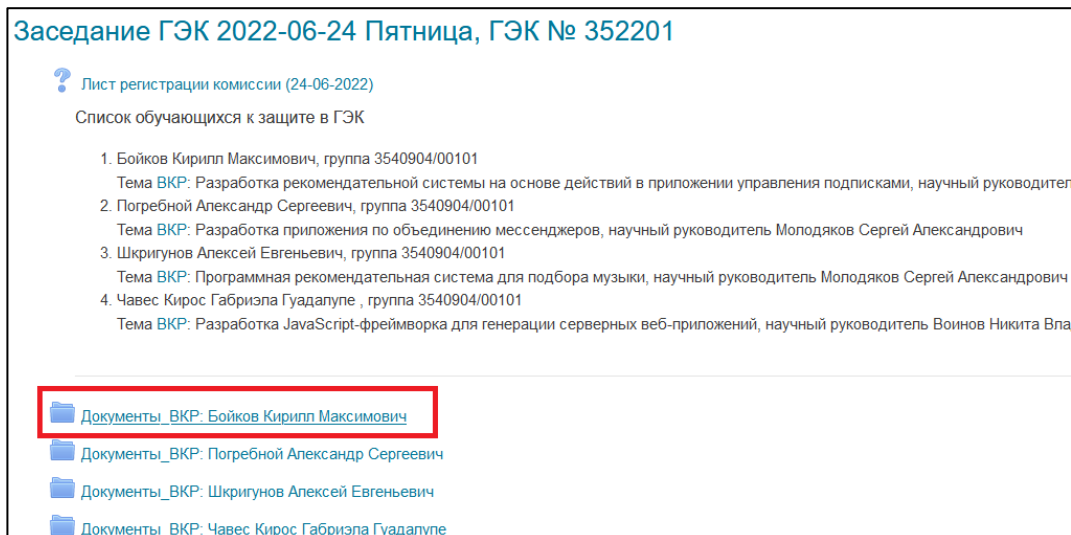 Заседание ГЭК 2022-06-24 Пятница, ГЭК № 352201
Лист регистрации комиссии (24-06-2022)
Список обучающихся к защите в ГЭК
1. Бойков Кирилл Максимович, группа 3540904/00101
Тема ВКР: Разработка рекомендательной системы на основе действий в приложении управления подписками, научный руководител
2. Погребной Александр Сергеевич, группа 3540904/00101
Тема ВКР: Разработка приложения по объединению мессенджеров, научный руководитель Молодяков Сергей Александрович
3. Шкригунов Алексей Евгеньевич, группа 3540904/00101
Тема ВКР: Программная рекомендательная система для подбора музыки, научный руководитель Молодяков Сергей Александрович
4. Чавес Кирос Габриэла Гуадалупе , группа 3540904/00101
Тема ВКР: Разработка JavaScript-фреймворка для генерации серверных веб-приложений, научный руководитель Воинов Никита Вла
Документы_ВКР: Бойков Кирилл Максимович
Документы_ВКР: Погребной Александр Сергеевич
Документы_ВКР: Шкригунов Алексей Евгеньевич
Документы_ВКР: Чавес Кирос Габриэла Гуадалупе